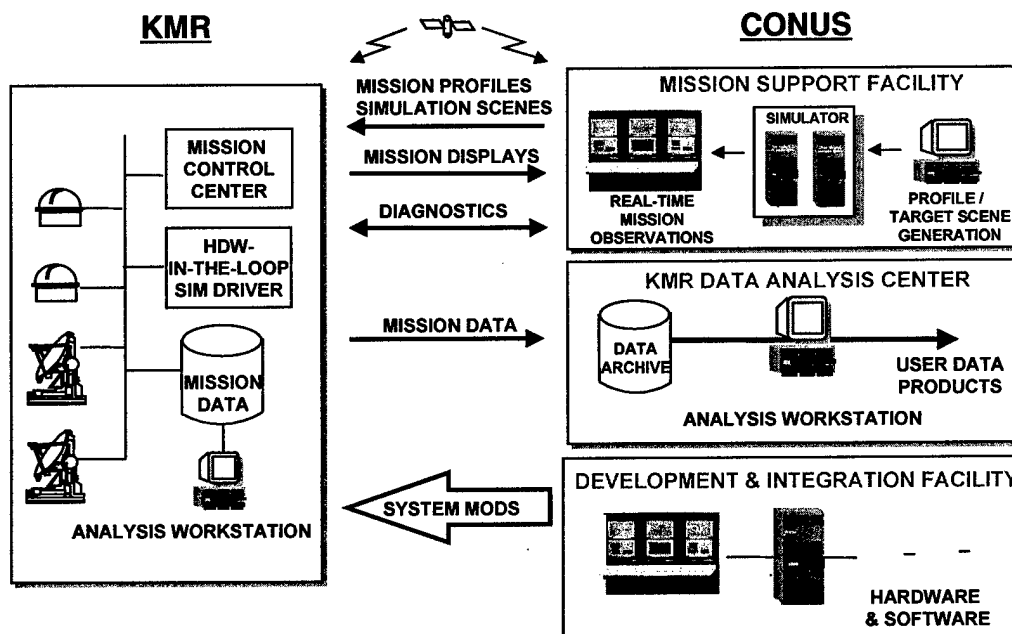 KMR
CONUS
MISSION
CONTROL
CENTER
HDW-
IN-THE-LOOP
SIM DRIVER
MISSION
DATA
ANALYSIS WORKSTATION
MISSION PROFILES
SIMULATION SCENES
MISSION DISPLAYS
DIAGNOSTICS
MISSION DATA
SYSTEM MODS
MISSION SUPPORT FACILITY
SIMULATOR
REAL-TIME
MISSION
OBSERVATIONS
PROFILE /
TARGET SCENE
GENERATION
KMR DATA ANALYSIS CENTER
DATA
ARCHIVE
USER DATA
PRODUCTS
ANALYSIS WORKSTATION
DEVELOPMENT & INTEGRATION FACILITY
HARDWARE
& SOFTWARE